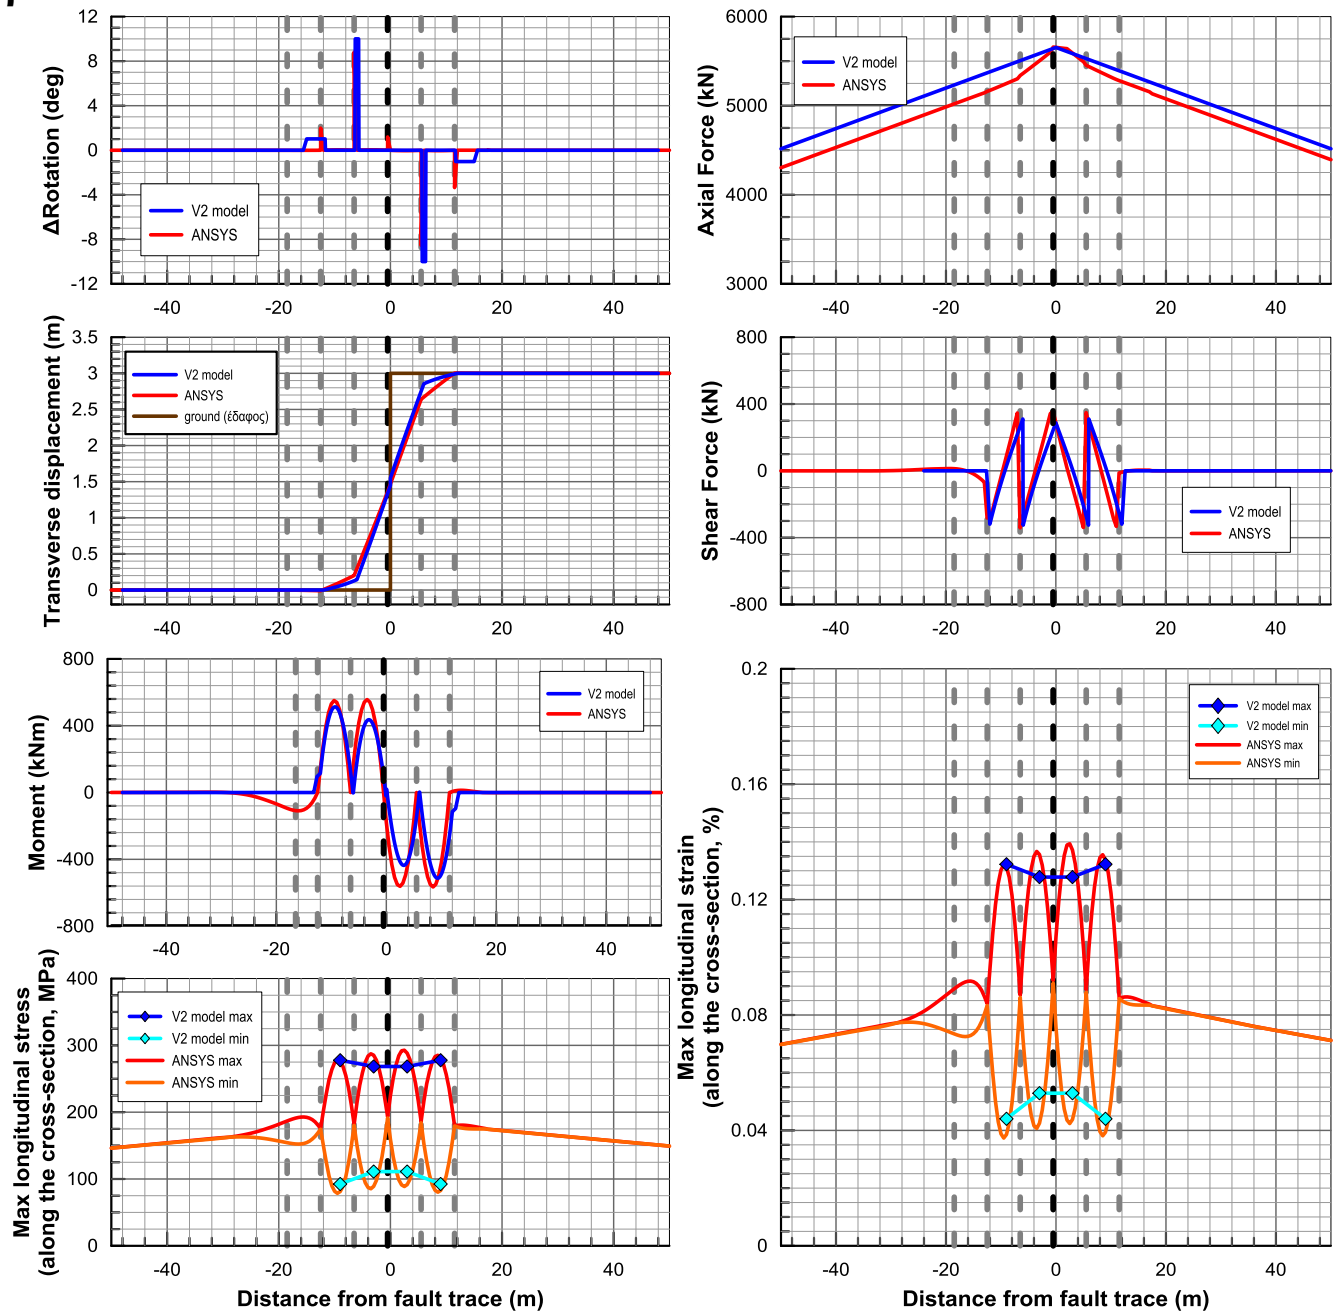 ΔRotation (deg)
12
8
4
0
-4
-8
-12
V2 model
ANSYS
-40
-20
0
20
40
Axial Force (kN)
6000
5000
4000
3000
V2 model
ANSYS
-40
-20
0
20
40
Transverse displacement (m)
3.5
3
2.5
2
1.5
1
0.5
0
V2 model
ANSYS
ground (έδαφος)
-40
-20
0
20
40
Shear Force (kN)
800
400
0
-400
-800
V2 model
ANSYS
-40
-20
0
20
40
Moment (kNm)
800
400
0
-400
-800
V2 model
ANSYS
-40
-20
0
20
40
Max longitudinal stress
(along the cross-section, MPa)
400
300
200
100
0
V2 model max
V2 model min
ANSYS max
ANSYS min
-40
-20
0
20
40
Distance from fault trace (m)
Max longitudinal strain
(along the cross-section, %)
0.2
0.16
0.12
0.08
0.04
0
V2 model max
V2 model min
ANSYS max
ANSYS min
-40
-20
0
20
40
Distance from fault trace (m)